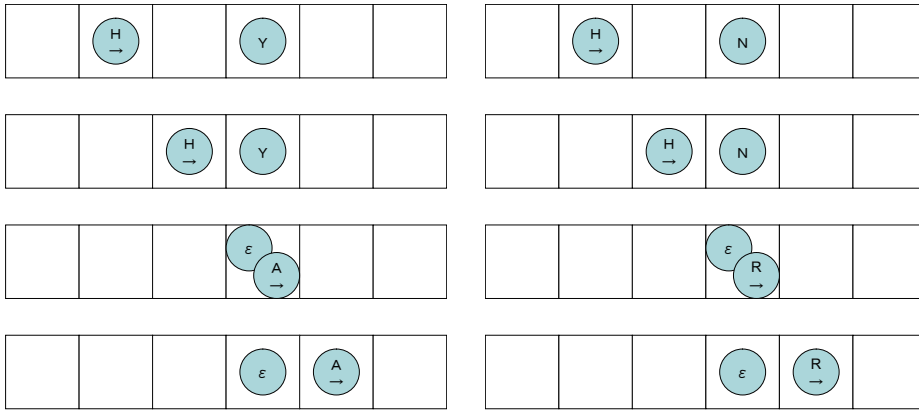 H → Y
H → N
H → Y
H → N
ε A →
ε R →
ε A →
ε R →